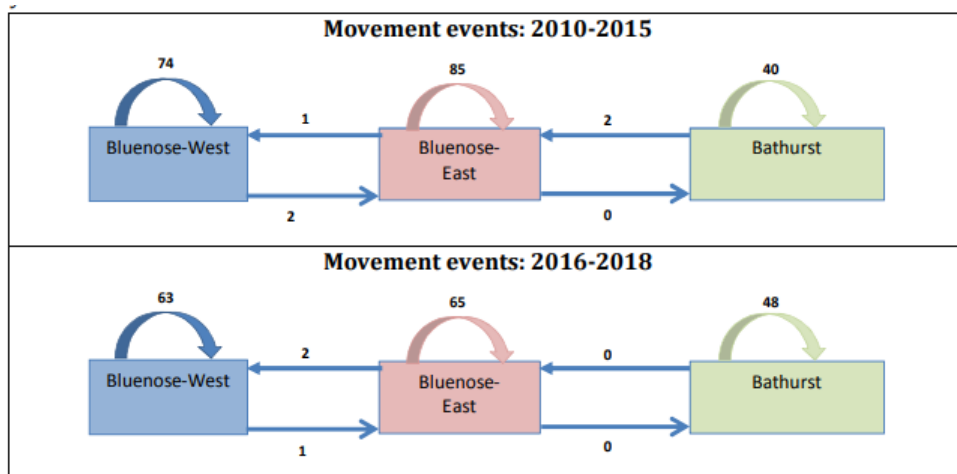 Movement events: 2010-2015
74
85
40
1
2
Bluenose-West
Bluenose-
East
Bathurst
2
0
Movement events: 2016-2018
63
65
48
2
0
Bluenose-West
Bluenose-
East
Bathurst
1
0